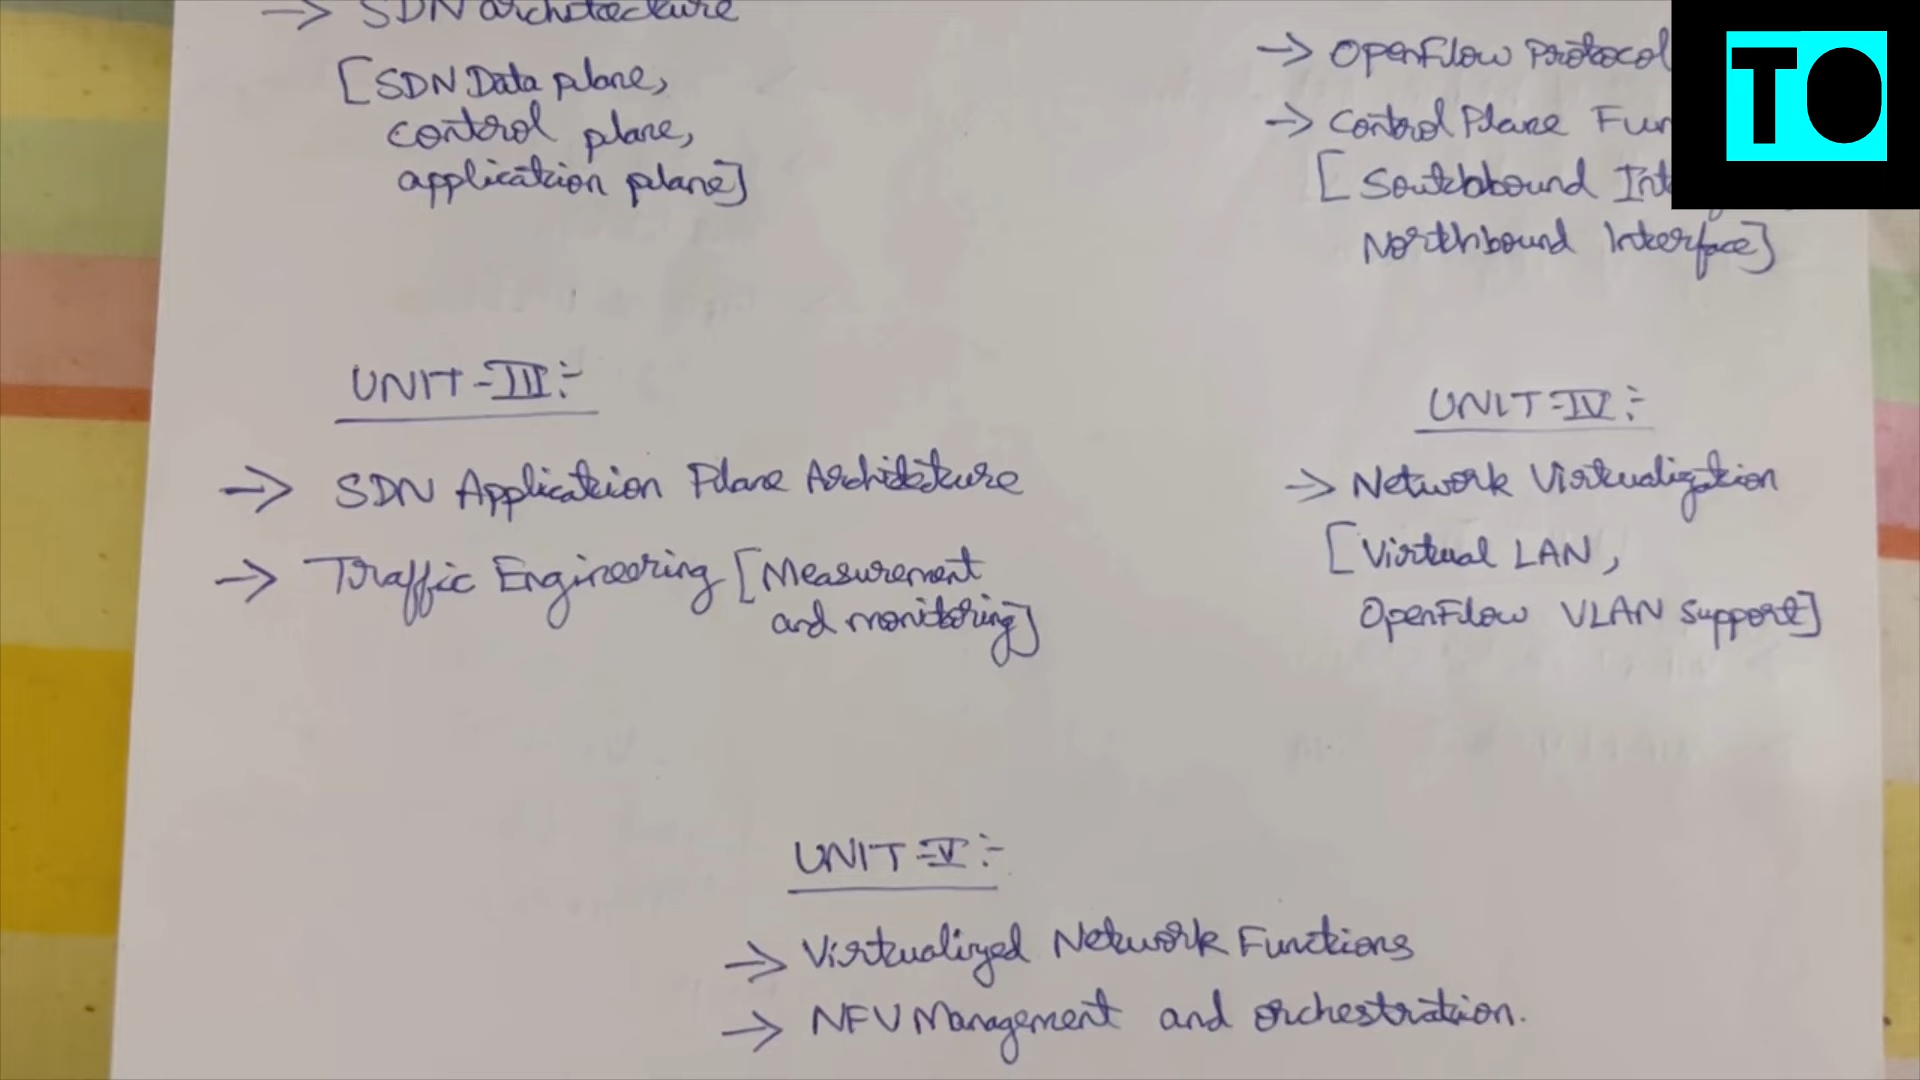 → SDN architecture
[SDN Data plane,
control plane,
application plane]
→ OpenFlow Protocol
→ Control Plane
[Southbound
Northbound Interface]
TO
UNIT-III:-
→ SDN Application Plane Architecture
→ Traffic Engineering [Measurement
and monitoring]
UNIT-IV:-
→ Network Virtualization
[Virtual LAN,
OpenFlow VLAN support]
UNIT-V:-
→ Virtualized Network Functions
→ NFV Management and orchestration.